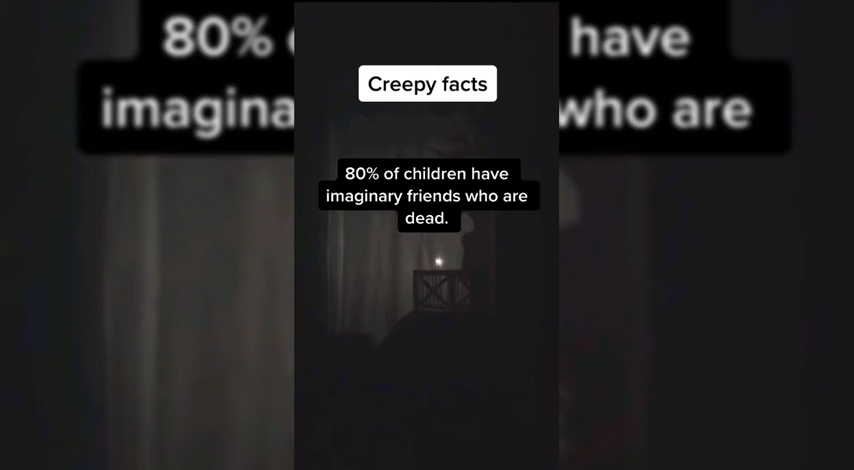 Creepy facts
80% of children have
imaginary friends who are
dead.
80% have
imagina who are